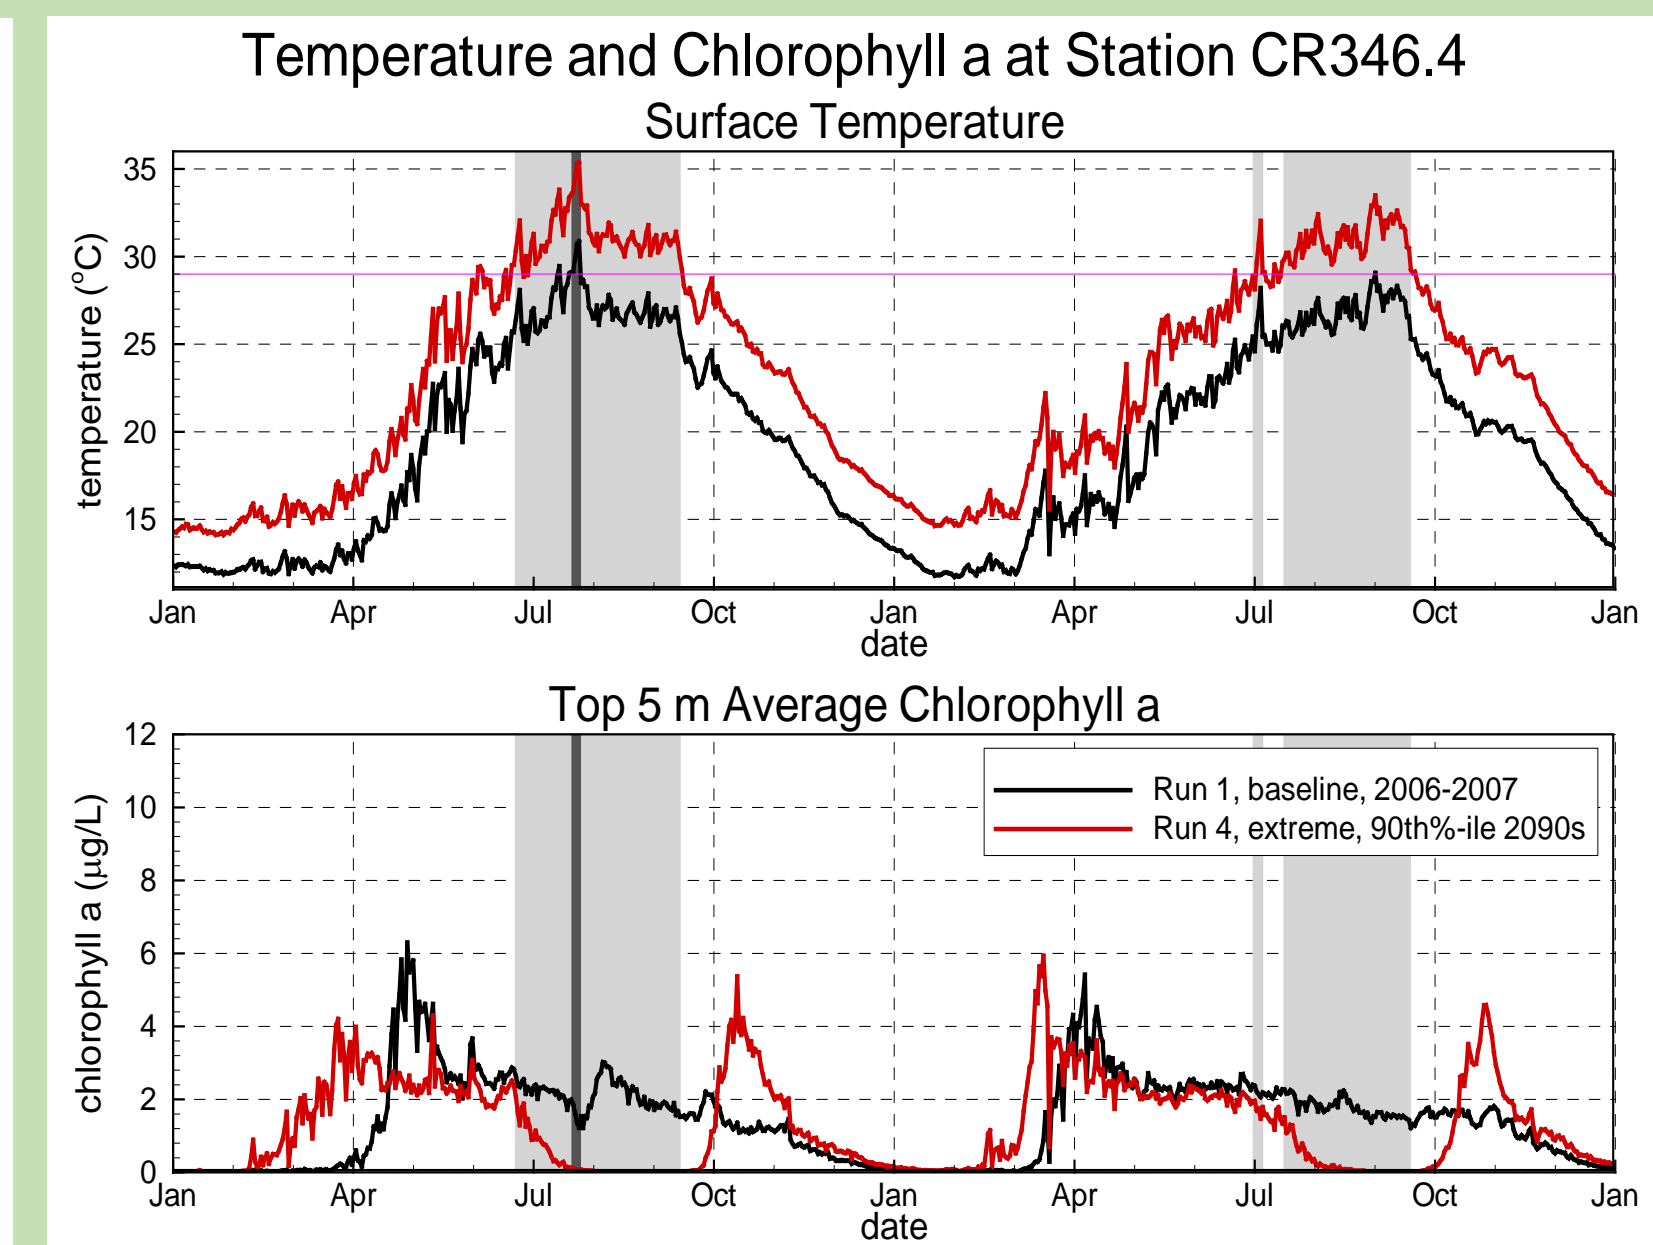 Temperature and Chlorophyll a at Station CR346.4
Surface Temperature
temperature (°C)
35
30
25
20
15
Jan Apr Jul Oct Jan Apr Jul Oct Jan
date
Top 5 m Average Chlorophyll a
chlorophyll a (µg/L)
12
10
8
6
4
2
0
Run 1, baseline, 2006-2007
Run 4, extreme, 90th%-ile 2090s
Jan Apr Jul Oct Jan Apr Jul Oct Jan
date